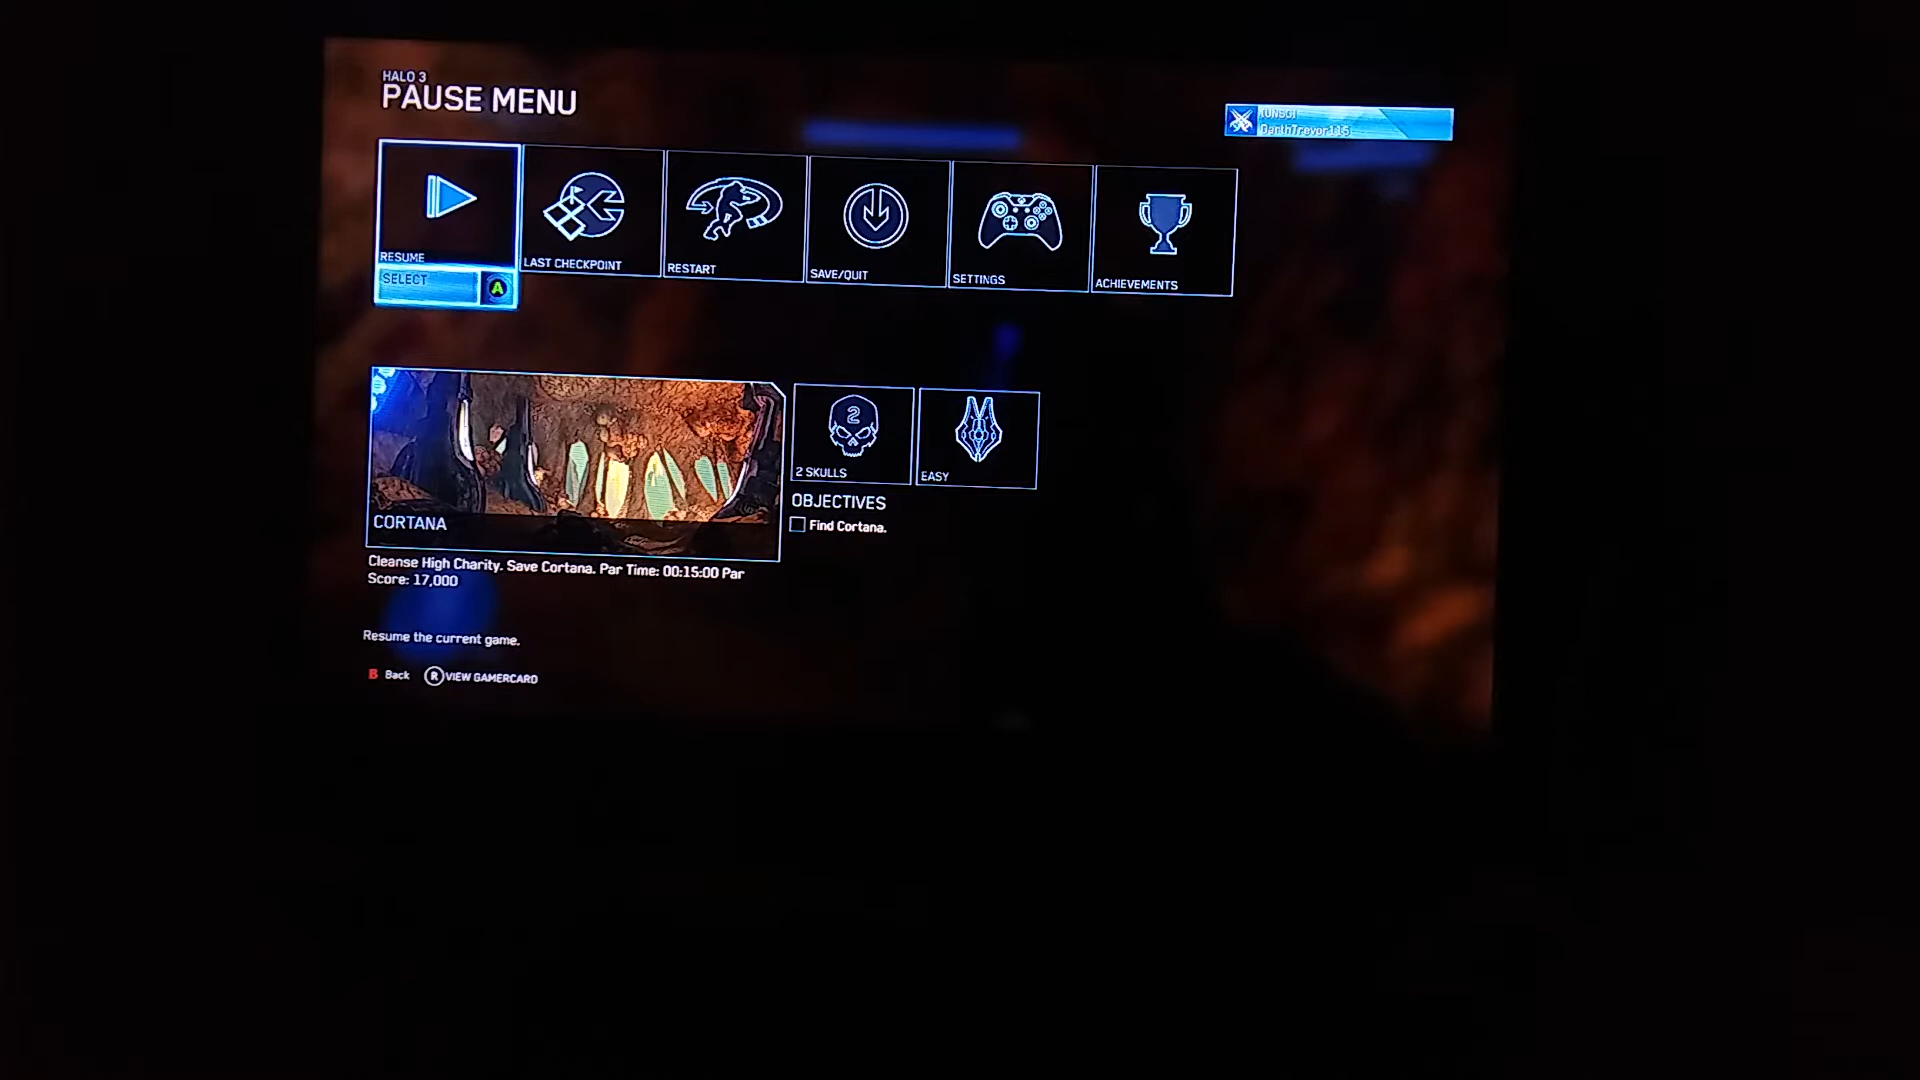 HALO 3
PAUSE MENU
DarthTrevor115
RESUME
LAST CHECKPOINT
RESTART
SAVE/QUIT
SETTINGS
ACHIEVEMENTS
SELECT
A
CORTANA
2
2 SKULLS
EASY
OBJECTIVES
Find Cortana.
Cleanse High Charity. Save Cortana. Par Time: 00:15:00 Par
Score: 17,000
Resume the current game.
B Back R VIEW GAMERCARD